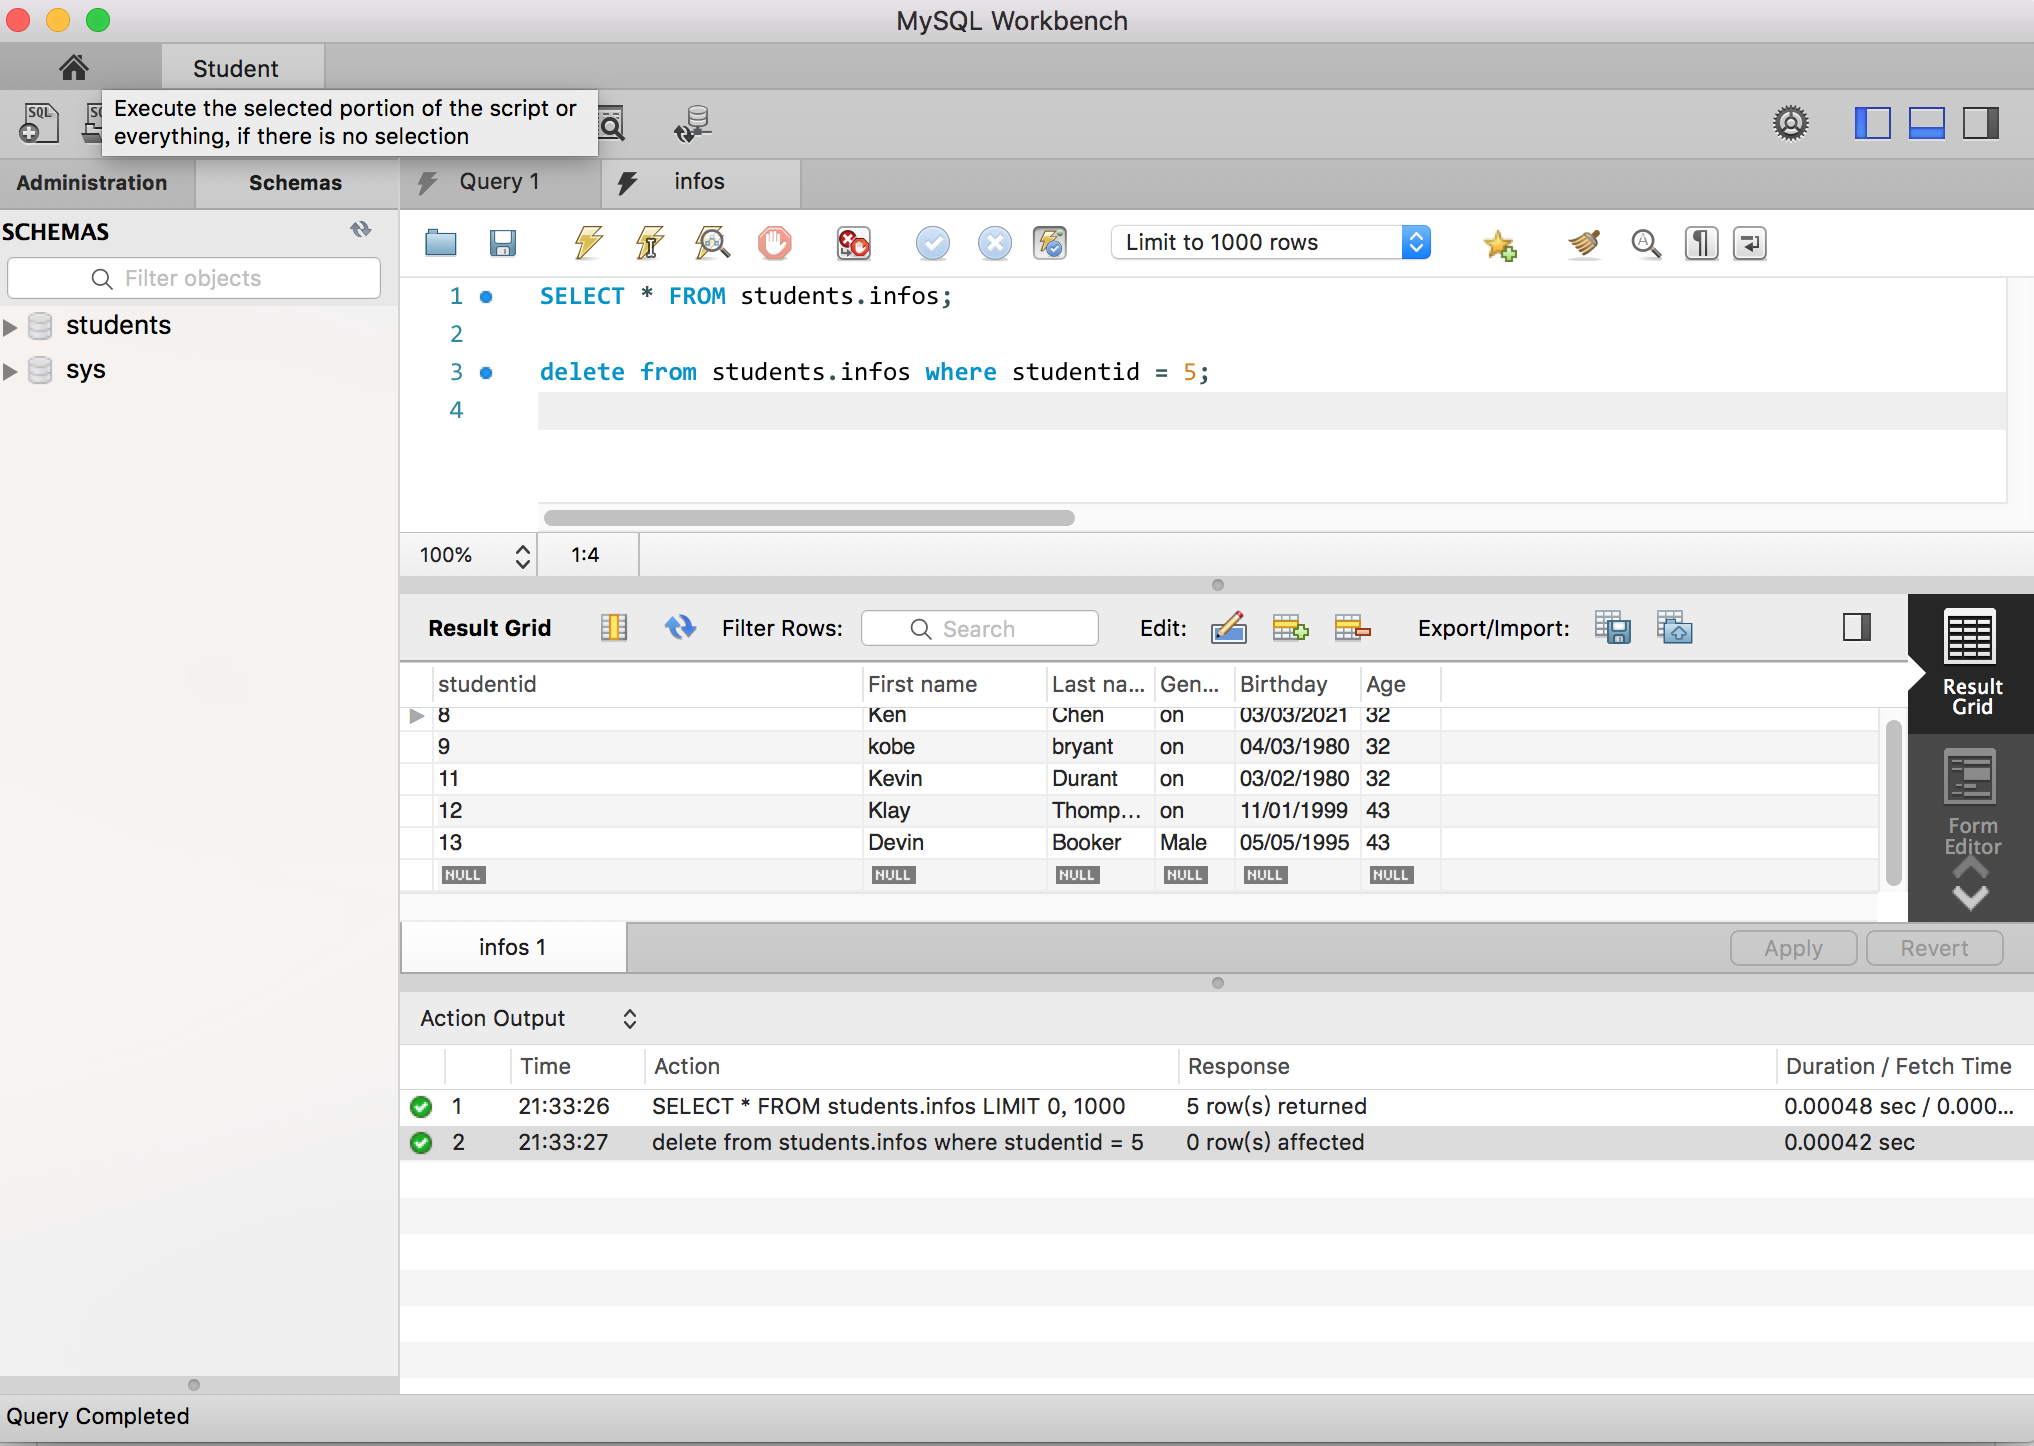 MySQL Workbench
Student
SQL
Execute the selected portion of the script or
everything, if there is no selection
Administration
Schemas
Query 1
infos
SCHEMAS
Filter objects
students
sys
Limit to 1000 rows
1 SELECT * FROM students.infos;
2
3 delete from students.infos where studentid = 5;
4
100%
1:4
Result Grid
Filter Rows:
Search
Edit:
Export/Import:
studentid First name Last na... Gen... Birthday Age
8 Ken Chen on 03/03/2021 32
9 kobe bryant on 04/03/1980 32
11 Kevin Durant on 03/02/1980 32
12 Klay Thomp... on 11/01/1999 43
13 Devin Booker Male 05/05/1995 43
NULL NULL NULL NULL NULL NULL
Result
Grid
Form
Editor
infos 1
Apply
Revert
Action Output
Time Action Response Duration / Fetch Time
1 21:33:26 SELECT * FROM students.infos LIMIT 0, 1000 5 row(s) returned 0.00048 sec / 0.000...
2 21:33:27 delete from students.infos where studentid = 5 0 row(s) affected 0.00042 sec
Query Completed